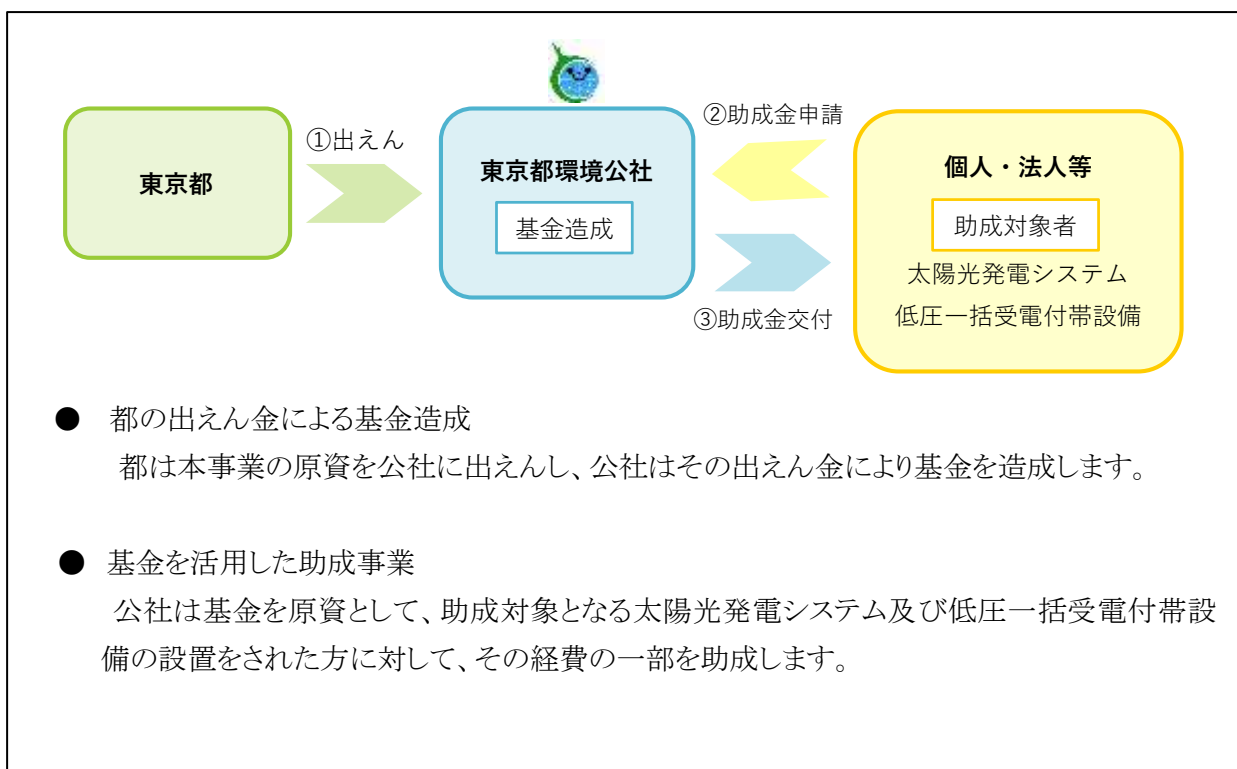 東京都
①出えん
東京都環境公社
基金造成
②助成金申請
③助成金交付
個人・法人等
助成対象者
太陽光発電システム
低圧一括受電付帯設備
● 都の出えん金による基金造成
都は本事業の原資を公社に出えんし、公社はその出えん金により基金を造成します。
● 基金を活用した助成事業
公社は基金を原資として、助成対象となる太陽光発電システム及び低圧一括受電付帯設
備の設置をされた方に対して、その経費の一部を助成します。